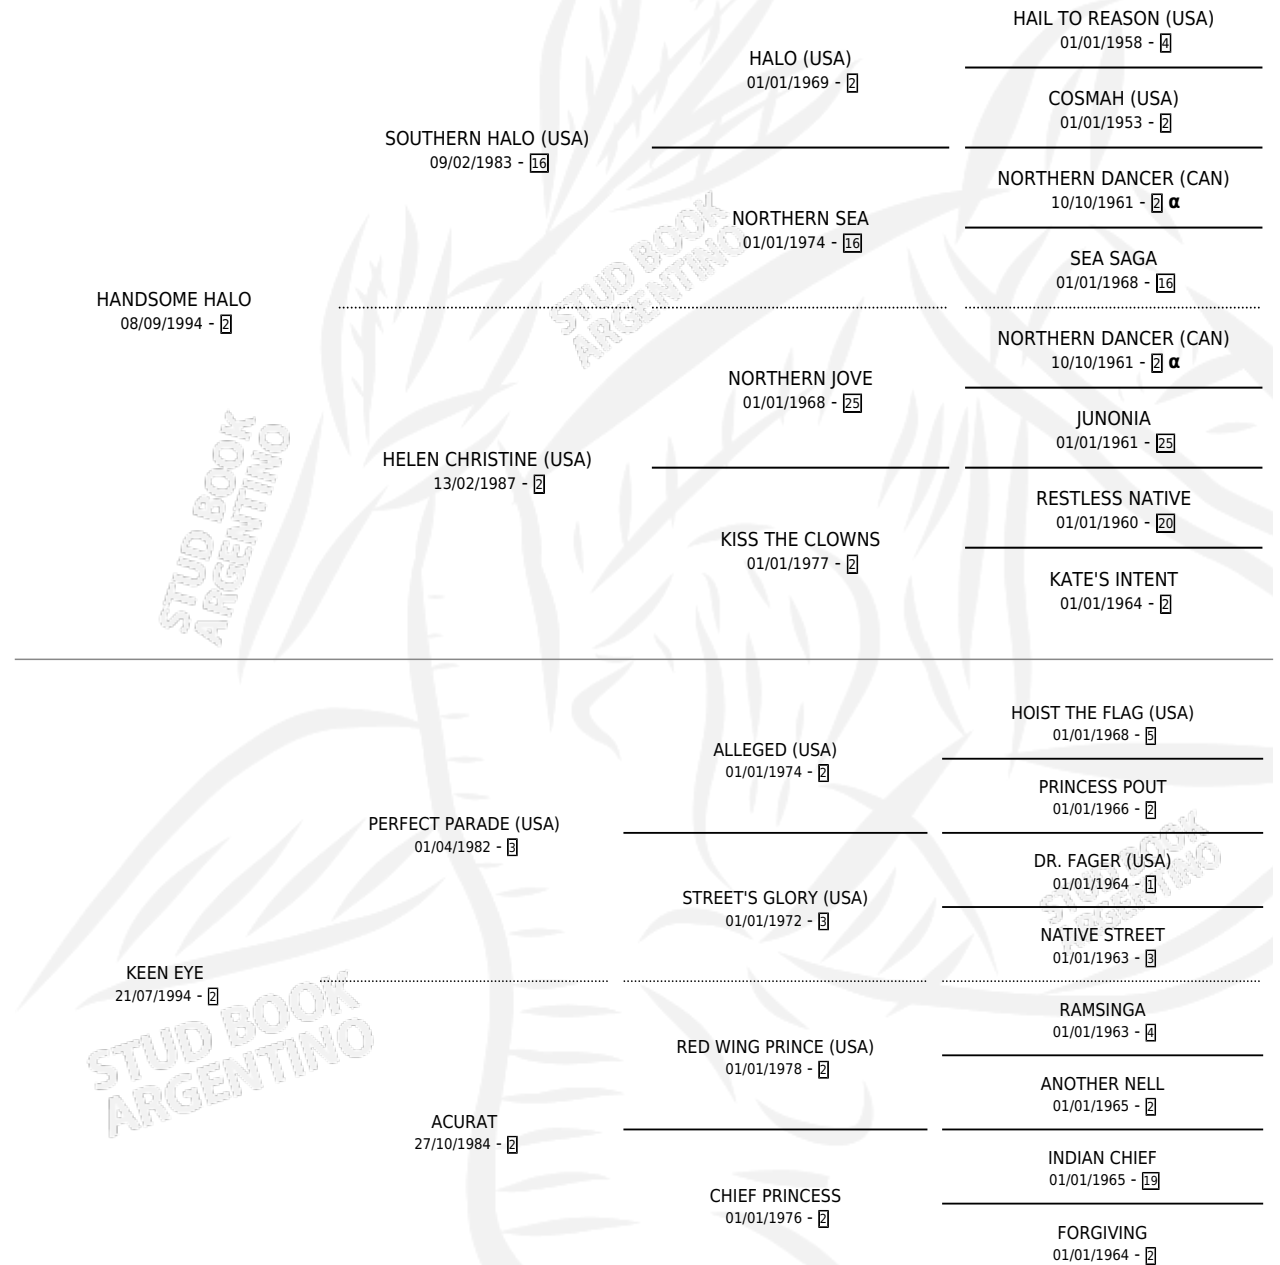 HAIL TO REASON (USA)
01/01/1958 - 4
HALO (USA)
01/01/1969 - 2
COSMAH (USA)
01/01/1953 - 2
SOUTHERN HALO (USA)
09/02/1983 - 16
NORTHERN DANCER (CAN)
10/10/1961 - 2 α
NORTHERN SEA
01/01/1974 - 16
SEA SAGA
01/01/1968 - 16
HANDSOME HALO
08/09/1994 - 2
NORTHERN DANCER (CAN)
10/10/1961 - 2 α
NORTHERN JOVE
01/01/1968 - 25
JUNONIA
01/01/1961 - 25
HELEN CHRISTINE (USA)
13/02/1987 - 2
RESTLESS NATIVE
01/01/1960 - 20
KISS THE CLOWNS
01/01/1977 - 2
KATE'S INTENT
01/01/1964 - 2
HOIST THE FLAG (USA)
01/01/1968 - 5
ALLEGED (USA)
01/01/1974 - 2
PRINCESS POUT
01/01/1966 - 2
PERFECT PARADE (USA)
01/04/1982 - 3
DR. FAGER (USA)
01/01/1964 - 1
STREET'S GLORY (USA)
01/01/1972 - 3
NATIVE STREET
01/01/1963 - 3
KEEN EYE
21/07/1994 - 2
RAMSINGA
01/01/1963 - 4
RED WING PRINCE (USA)
01/01/1978 - 2
ANOTHER NELL
01/01/1965 - 2
ACURAT
27/10/1984 - 2
INDIAN CHIEF
01/01/1965 - 19
CHIEF PRINCESS
01/01/1976 - 2
FORGIVING
01/01/1964 - 2
STUD BOOK
ARGENTINO
STUD BOOK
ARGENTINO
STUD BOOK
ARGENTINO
STUD BOOK
ARGENTINO